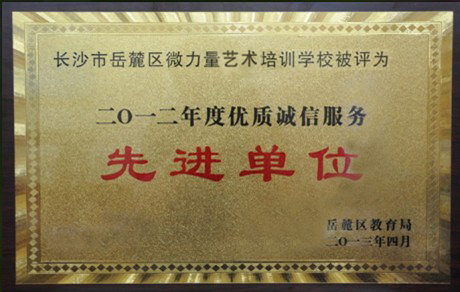 长沙市岳麓区微力量艺术培训学校被评为
二〇一二年度优质诚信服务
先进单位
岳麓区教育局
二〇一三年四月